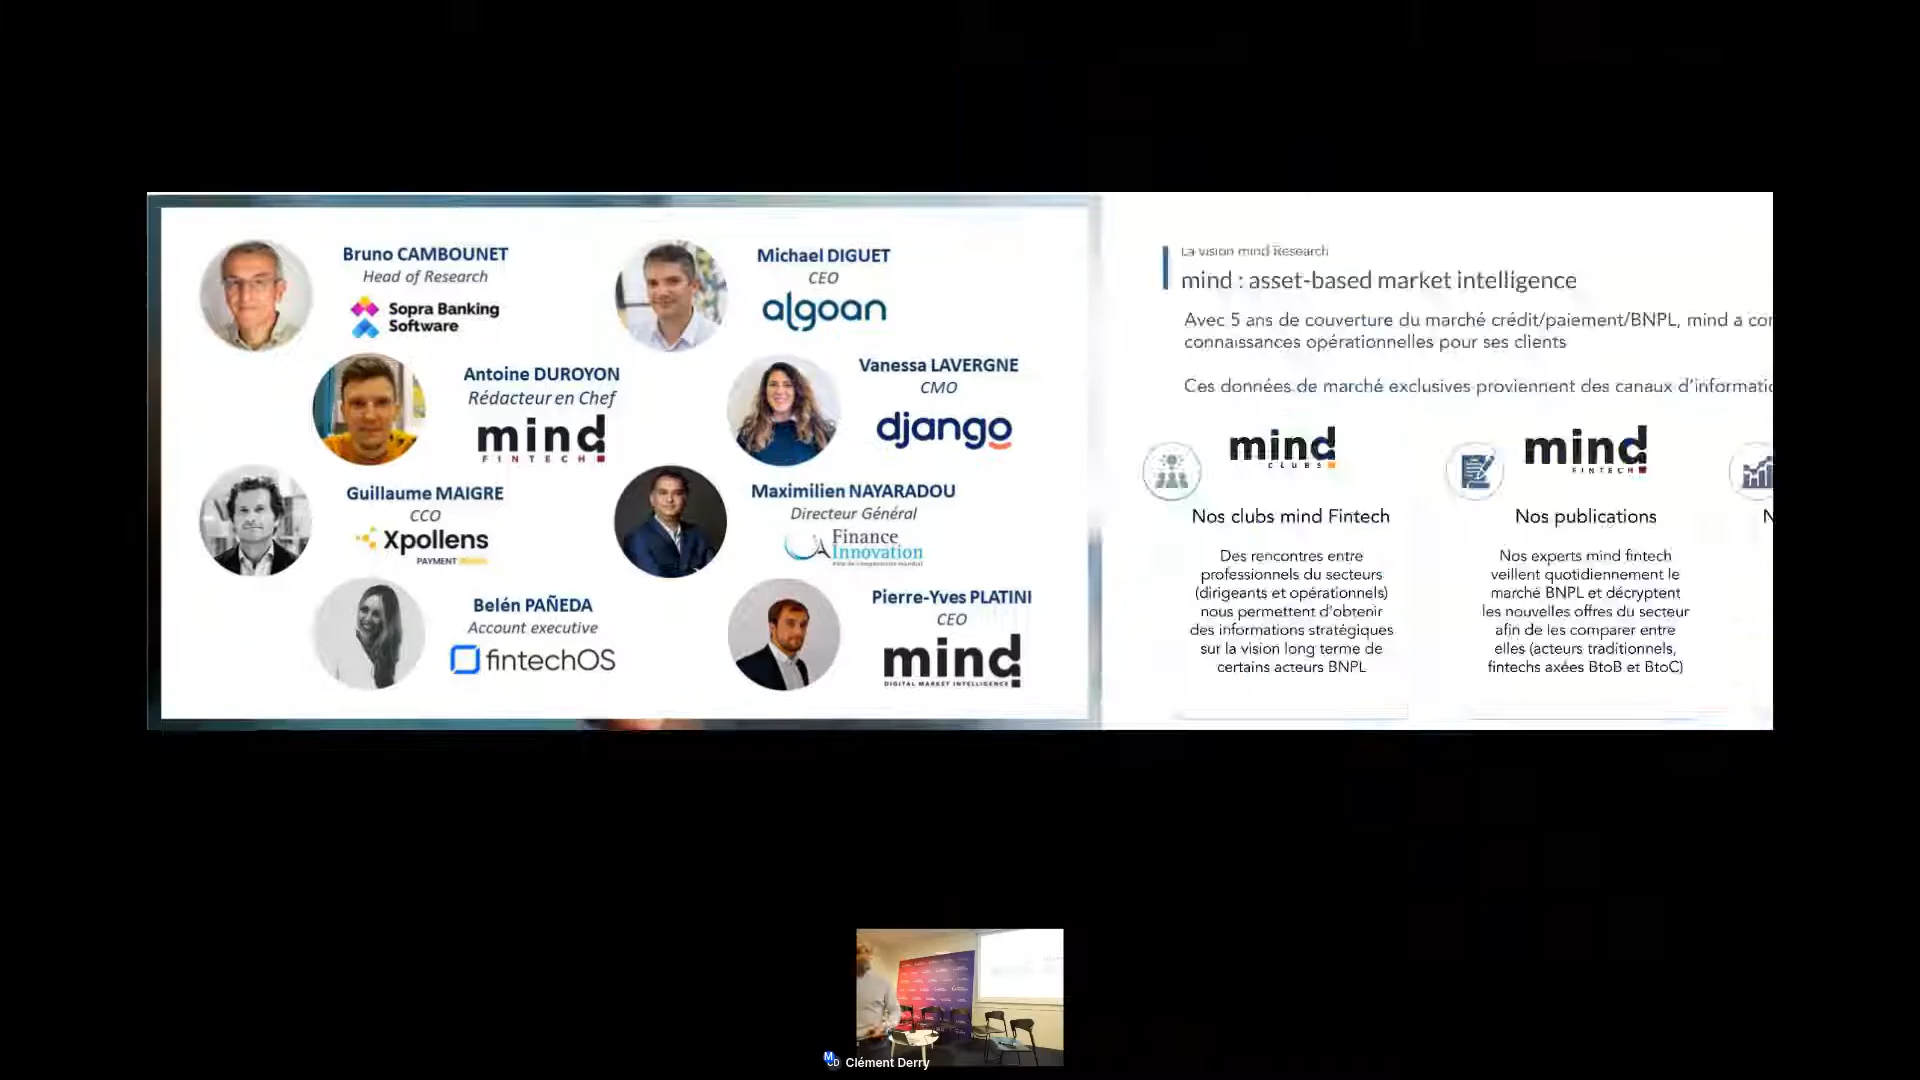 Bruno CAMBOUNET
Head of Research
Sopra Banking
Software
Michael DIGUET
CEO
algoan
Antoine DUROYON
Rédacteur en Chef
mind
FINTECH
Vanessa LAVERGNE
CMO
django
Guillaume MAIGRE
CCO
Xpollens
PAYMENT
Maximilien NAYARADOU
Directeur Général
Finance
Innovation
Belén PAÑEDA
Account executive
fintechOS
Pierre-Yves PLATINI
CEO
mind
DIGITAL MARKET INTELLIGENCE
La vision mind Research
mind : asset-based market intelligence
Avec 5 ans de couverture du marché crédit/paiement/BNPL, mind a cor
connaissances opérationnelles pour ses clients
Ces données de marché exclusives proviennent des canaux d'informatic
mind
CLUBS
Nos clubs mind Fintech
Des rencontres entre
professionnels du secteurs
(dirigeants et opérationnels)
nous permettent d'obtenir
des informations stratégiques
sur la vision long terme de
certains acteurs BNPL
mind
FINTECH
Nos publications
Nos experts mind fintech
veillent quotidiennement le
marché BNPL et décryptent
les nouvelles offres du secteur
afin de les comparer entre
elles (acteurs traditionnels,
fintechs axées BtoB et BtoC)
N
M
CD
Clément Derry